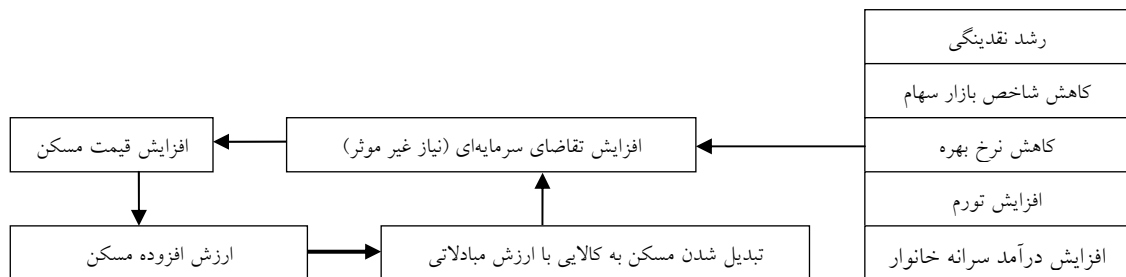 رشد نقدینگی
کاهش شاخص بازار سهام
کاهش نرخ بهره
افزایش تورم
افزایش درآمد سرانه خانوار
افزایش تقاضای سرمایه‌ای (نیاز غیر موثر)
افزایش قیمت مسکن
ارزش افزوده مسکن
تبدیل شدن مسکن به کالایی با ارزش مبادلاتی